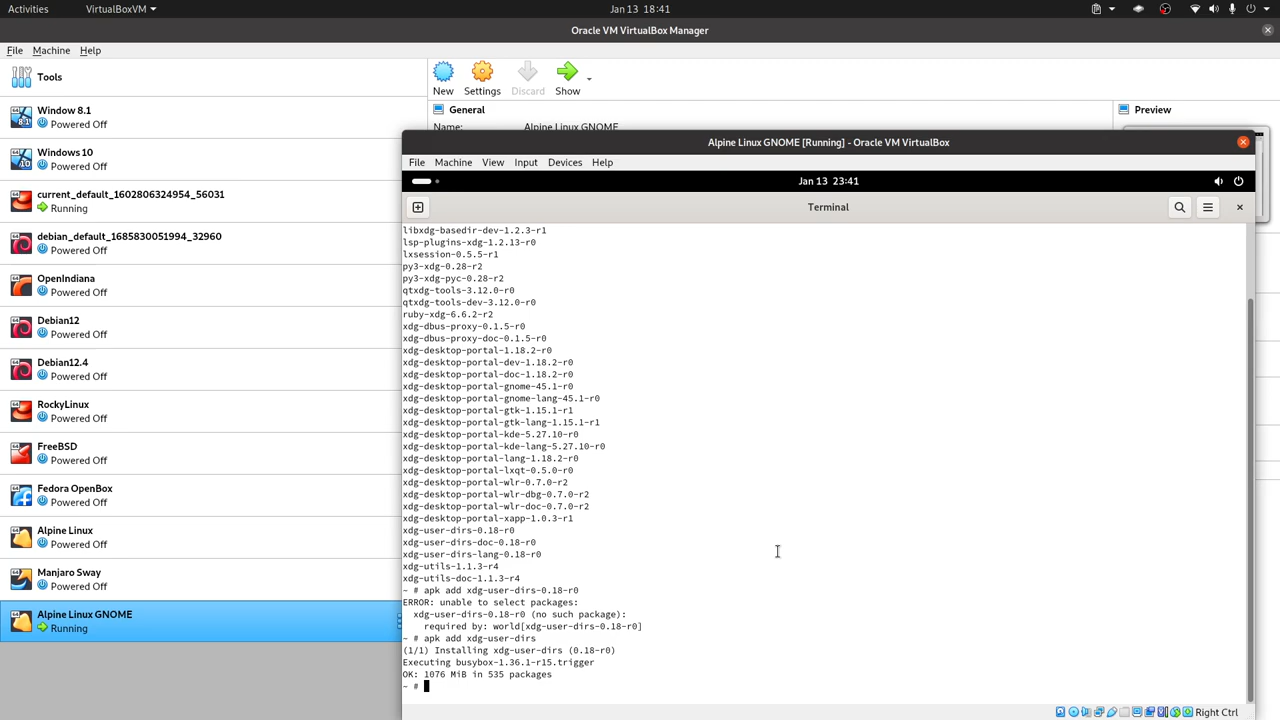 Activities VirtualBoxVM Jan 13 18:41
Oracle VM VirtualBox Manager
File Machine Help
Tools
New Settings Discard Show
Window 8.1
Powered Off
Windows 10
Powered Off
current_default_1602806324954_56031
Running
debian_default_1685830051994_32960
Powered Off
OpenIndiana
Powered Off
Debian12
Powered Off
Debian12.4
Powered Off
RockyLinux
Powered Off
FreeBSD
Powered Off
Fedora OpenBox
Powered Off
Alpine Linux
Powered Off
Manjaro Sway
Powered Off
Alpine Linux GNOME
Running
General
Name: Alpine Linux GNOME
Preview
Alpine Linux GNOME [Running] - Oracle VM VirtualBox
File Machine View Input Devices Help
Jan 13 23:41
Terminal
libxdg-basedir-dev-1.2.3-r1
lsp-plugins-xdg-1.2.13-r0
lxsession-0.5.5-r1
py3-xdg-0.28-r2
py3-xdg-pyc-0.28-r2
qtxdg-tools-3.12.0-r0
qtxdg-tools-dev-3.12.0-r0
ruby-xdg-6.6.2-r2
xdg-dbus-proxy-0.1.5-r0
xdg-dbus-proxy-doc-0.1.5-r0
xdg-desktop-portal-1.18.2-r0
xdg-desktop-portal-dev-1.18.2-r0
xdg-desktop-portal-doc-1.18.2-r0
xdg-desktop-portal-gnome-45.1-r0
xdg-desktop-portal-gnome-lang-45.1-r0
xdg-desktop-portal-gtk-1.15.1-r1
xdg-desktop-portal-gtk-lang-1.15.1-r1
xdg-desktop-portal-kde-5.27.10-r0
xdg-desktop-portal-kde-lang-5.27.10-r0
xdg-desktop-portal-lang-1.18.2-r0
xdg-desktop-portal-lxqt-0.5.0-r0
xdg-desktop-portal-wlr-0.7.0-r2
xdg-desktop-portal-wlr-dbg-0.7.0-r2
xdg-desktop-portal-wlr-doc-0.7.0-r2
xdg-desktop-portal-xapp-1.0.3-r1
xdg-user-dirs-0.18-r0
xdg-user-dirs-doc-0.18-r0
xdg-user-dirs-lang-0.18-r0
xdg-utils-1.1.3-r4
xdg-utils-doc-1.1.3-r4
~ # apk add xdg-user-dirs-0.18-r0
ERROR: unable to select packages:
xdg-user-dirs-0.18-r0 (no such package):
required by: world[xdg-user-dirs-0.18-r0]
~ # apk add xdg-user-dirs
(1/1) Installing xdg-user-dirs (0.18-r0)
Executing busybox-1.36.1-r15.trigger
OK: 1076 MiB in 535 packages
~ #
Right Ctrl